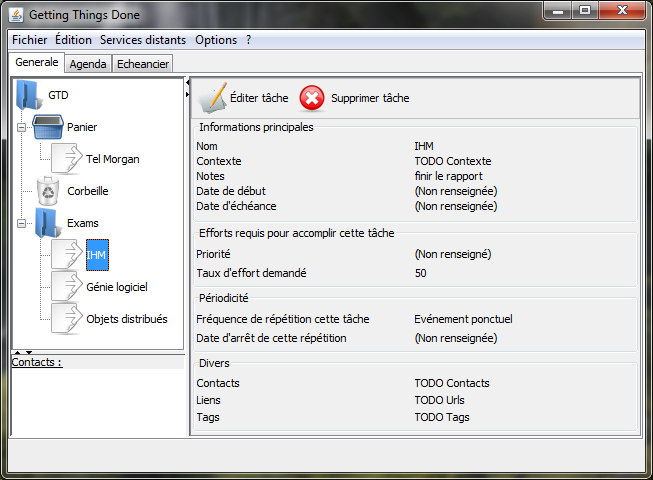 Getting Things Done
Fichier Édition Services distants Options ?
Generale Agenda Echeancier
GTD
Panier
Tel Morgan
Corbeille
Exams
IHM
Génie logiciel
Objets distribués
Contacts :
Éditer tâche Supprimer tâche
Informations principales
Nom IHM
Contexte TODO Contexte
Notes finir le rapport
Date de début (Non renseignée)
Date d'échéance (Non renseignée)
Efforts requis pour accomplir cette tâche
Priorité (Non renseigné)
Taux d'effort demandé 50
Périodicité
Fréquence de répétition cette tâche Evénement ponctuel
Date d'arrêt de cette répétition (Non renseignée)
Divers
Contacts TODO Contacts
Liens TODO Urls
Tags TODO Tags